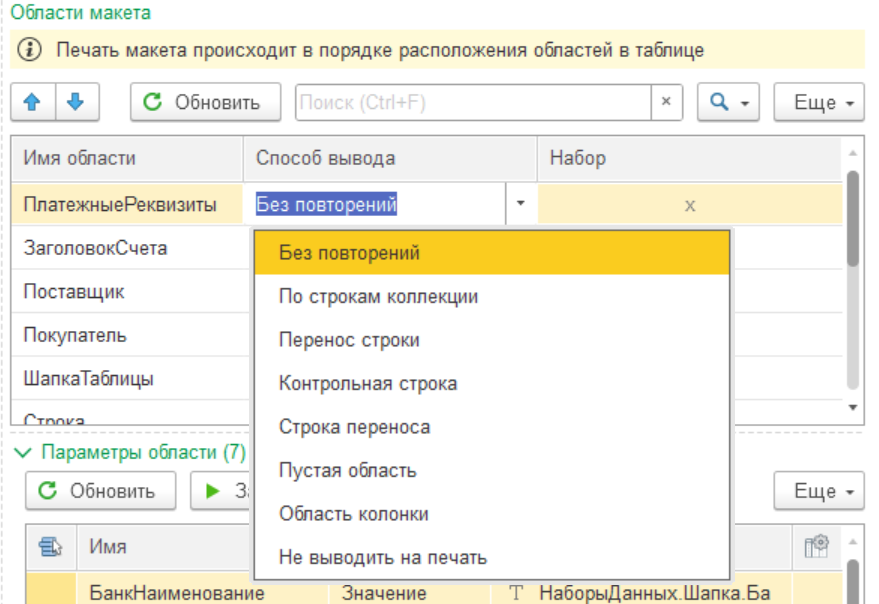 Области макета
Печать макета происходит в порядке расположения областей в таблице
Обновить Поиск (Ctrl+F) × Еще
Имя области Способ вывода Набор
ПлатежныеРеквизиты Без повторений x
ЗаголовокСчета Без повторений
Поставщик По строкам коллекции
Покупатель Перенос строки
ШапкаТаблицы Контрольная строка
Строка Строка переноса
Параметры области (7) Пустая область
Обновить Область колонки Еще
Имя Не выводить на печать
БанкНаименование Значение T НаборыДанных.Шапка.Ба